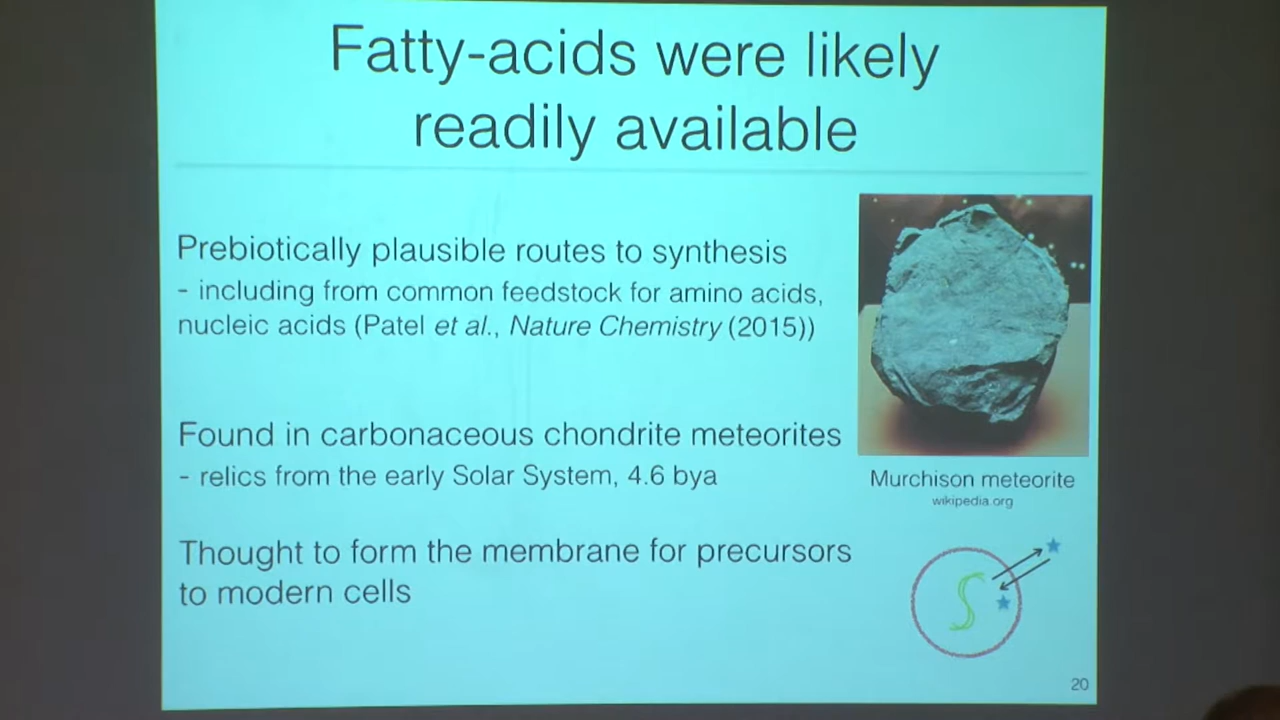 Fatty-acids were likely
readily available
Prebiotically plausible routes to synthesis
- including from common feedstock for amino acids,
nucleic acids (Patel et al., Nature Chemistry (2015))
Found in carbonaceous chondrite meteorites
- relics from the early Solar System, 4.6 bya
Murchison meteorite
wikipedia.org
Thought to form the membrane for precursors
to modern cells
20